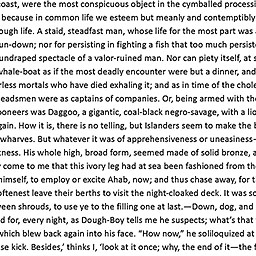 coast, were the most conspicuous object in the cymballed processi
because in common life we esteem but meanly and contemptibly
ough life. A staid, steadfast man, whose life for the most part was a
un-down; nor for persisting in fighting a fish that too much persiste
undraped spectacle of a valor-ruined man. Nor can piety itself, at s
whale-boat as if the most deadly encounter were but a dinner, and
rless mortals who have died exhaling it; and as in time of the chole
eadsmen were as captains of companies. Or, being armed with the
ooneers was Daggoo, a gigantic, coal-black negro-savage, with a lio
gain. How it is, there is no telling, but Islanders seem to make the b
wharves. But whatever it was of apprehensiveness or uneasiness—
kness. His whole high, broad form, seemed made of solid bronze, a
y come to me that this ivory leg had at sea been fashioned from the
himself, to employ or excite Ahab, now; and thus chase away, for t
oftenest leave their berths to visit the night-cloaked deck. It was so
veen shrouds, to use ye to the filling one at last.—Down, dog, and
d for, every night, as Dough-Boy tells me he suspects; what's that
which blew back again into his face. "How now," he soliloquized at
se kick. Besides,' thinks I, 'look at it once; why, the end of it—the f